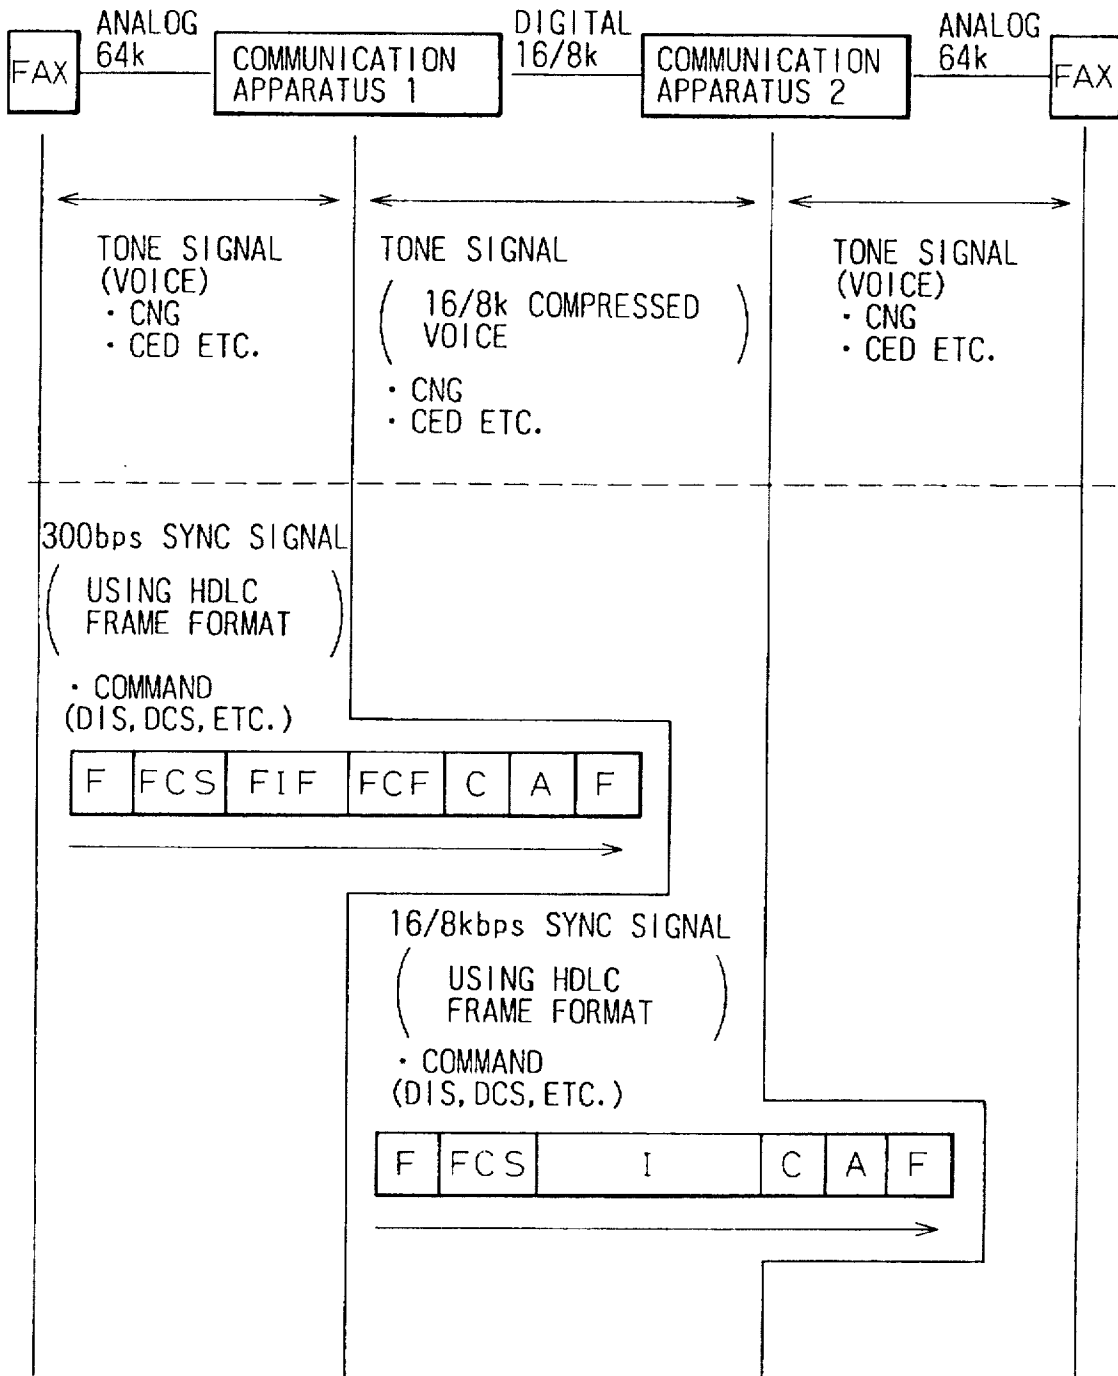 FAX
ANALOG
64k
COMMUNICATION
APPARATUS 1
DIGITAL
16/8k
COMMUNICATION
APPARATUS 2
ANALOG
64k
FAX
TONE SIGNAL
(VOICE)
· CNG
· CED ETC.
TONE SIGNAL
( 16/8k COMPRESSED
VOICE )
· CNG
· CED ETC.
TONE SIGNAL
(VOICE)
· CNG
· CED ETC.
300bps SYNC SIGNAL
( USING HDLC
FRAME FORMAT )
· COMMAND
(DIS, DCS, ETC.)
F FCS FIF FCF C A F
16/8kbps SYNC SIGNAL
( USING HDLC
FRAME FORMAT )
· COMMAND
(DIS, DCS, ETC.)
F FCS I C A F